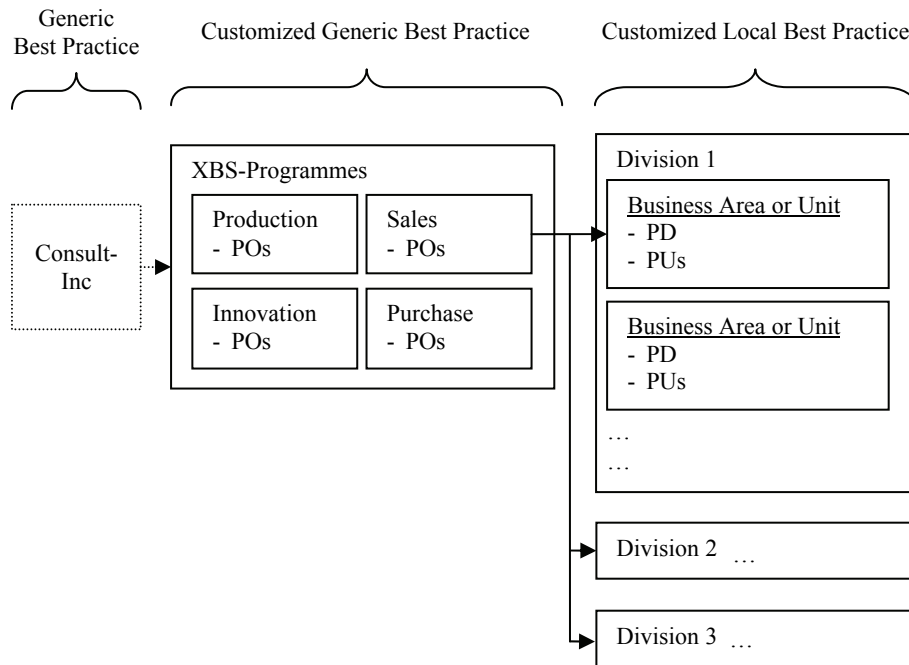 Generic
Best Practice
Customized Generic Best Practice
Customized Local Best Practice
Consult-
Inc
XBS-Programmes
Production
- POs
Sales
- POs
Innovation
- POs
Purchase
- POs
Division 1
Business Area or Unit
- PD
- PUs
Business Area or Unit
- PD
- PUs
…
…
Division 2 …
Division 3 …